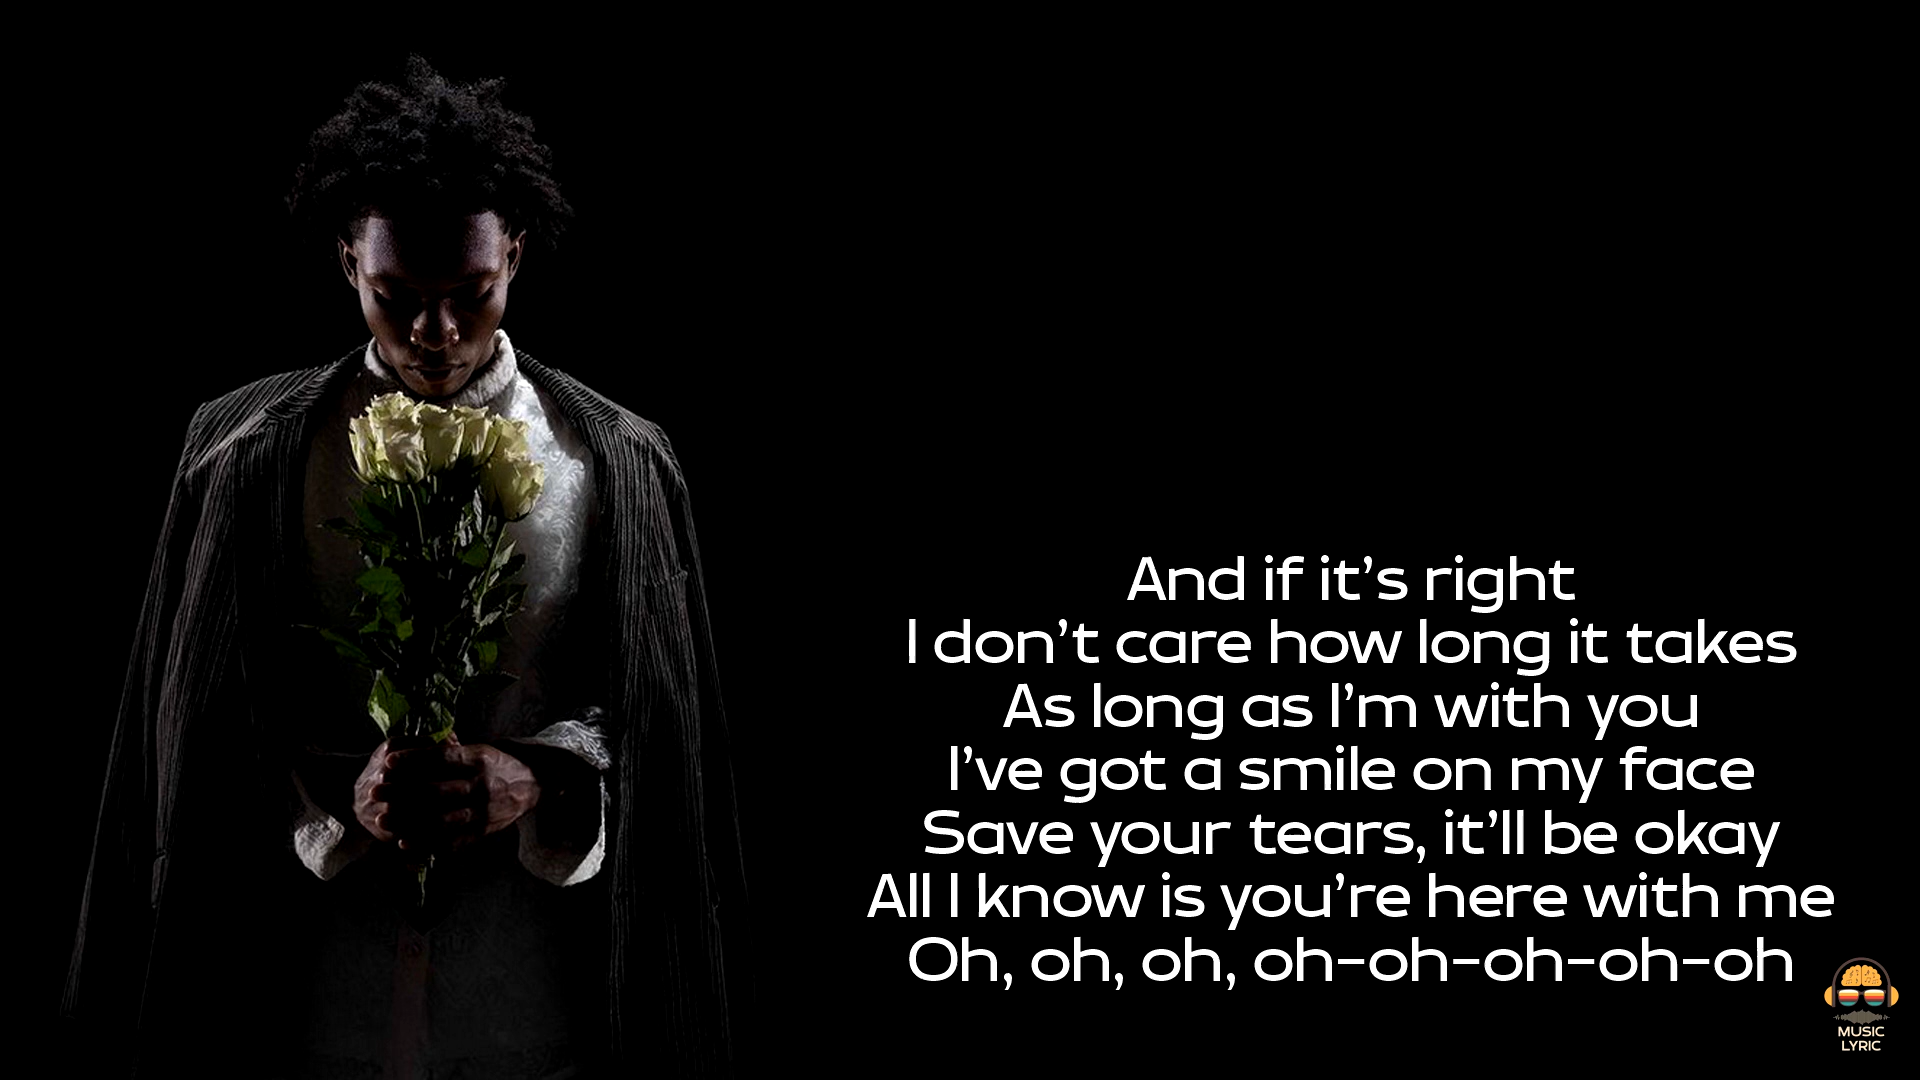 And if it’s right
I don’t care how long it takes
As long as I’m with you
I’ve got a smile on my face
Save your tears, it’ll be okay
All I know is you’re here with me
Oh, oh, oh, oh-oh-oh-oh-oh
MUSIC
LYRIC